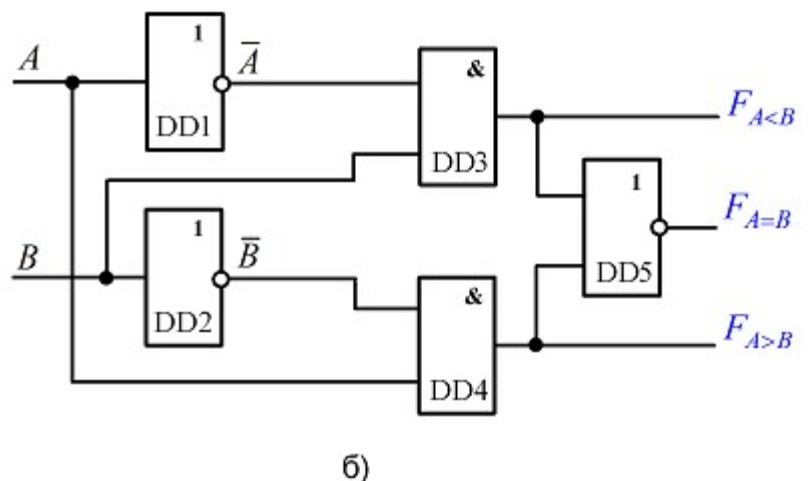 A
1
A̅
DD1
&
DD3
F_{A<B}
1
DD5
F_{A=B}
B
1
B̅
DD2
&
DD4
F_{A>B}
б)